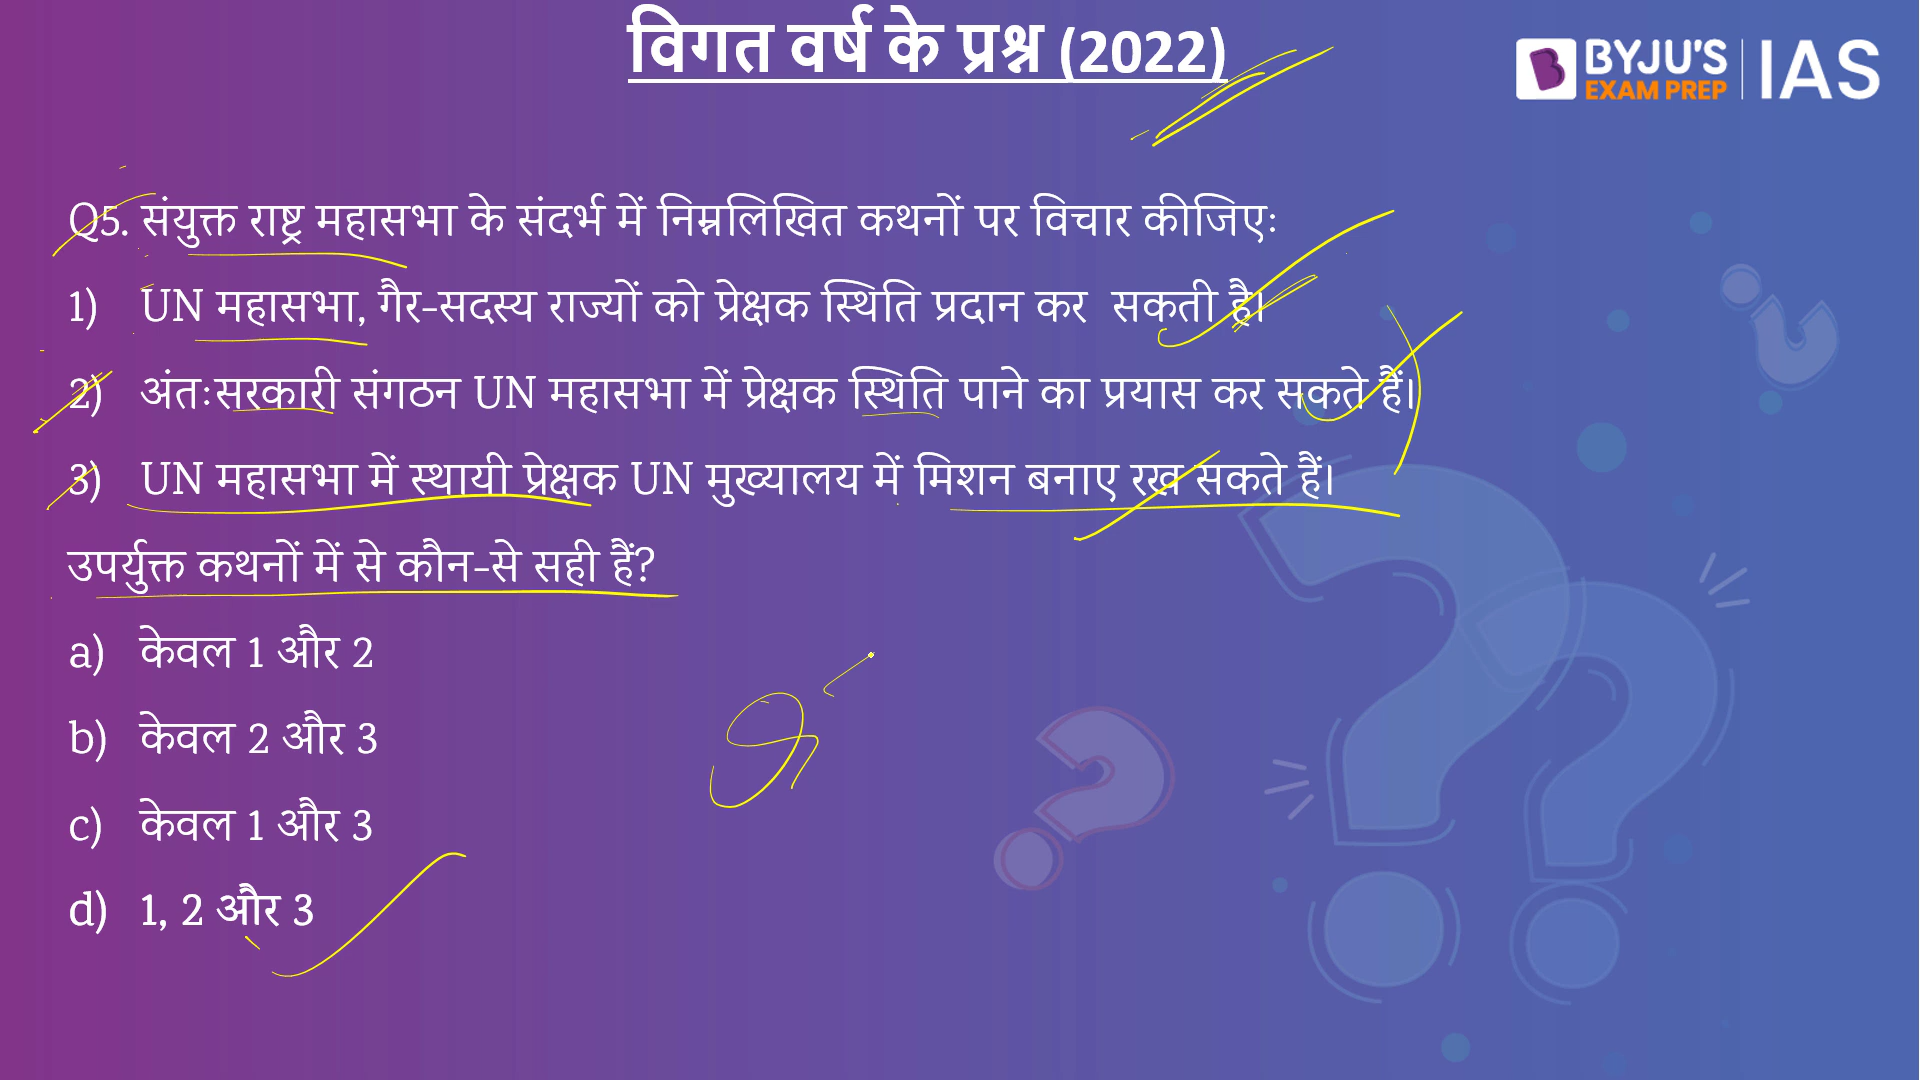 विगत वर्ष के प्रश्न (2022)
BYJU'S
EXAM PREP
IAS
Q5. संयुक्त राष्ट्र महासभा के संदर्भ में निम्नलिखित कथनों पर विचार कीजिएः
1) UN महासभा, गैर-सदस्य राज्यों को प्रेक्षक स्थिति प्रदान कर सकती है।
2) अंतःसरकारी संगठन UN महासभा में प्रेक्षक स्थिति पाने का प्रयास कर सकते हैं।
3) UN महासभा में स्थायी प्रेक्षक UN मुख्यालय में मिशन बनाए रख सकते हैं।
उपर्युक्त कथनों में से कौन-से सही हैं?
a) केवल 1 और 2
b) केवल 2 और 3
c) केवल 1 और 3
d) 1, 2 और 3